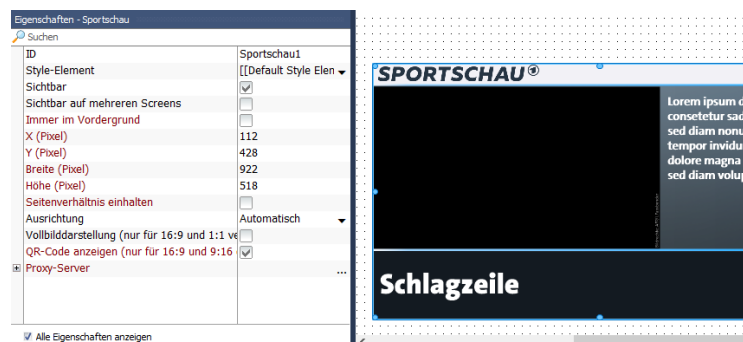 Eigenschaften - Sportschau
Suchen
ID Sportschau1
Style-Element [[Default Style Elen
Sichtbar
Sichtbar auf mehreren Screens
Immer im Vordergrund
X (Pixel) 112
Y (Pixel) 428
Breite (Pixel) 922
Höhe (Pixel) 518
Seitenverhältnis einhalten
Ausrichtung Automatisch
Vollbilddarstellung (nur für 16:9 und 1:1 ve
QR-Code anzeigen (nur für 16:9 und 9:16
Proxy-Server ...
Alle Eigenschaften anzeigen
SPORTSCHAU®
Lorem ipsum d
consetetur sad
sed diam nonu
tempor invidu
dolore magna
sed diam volup
Schlagzeile